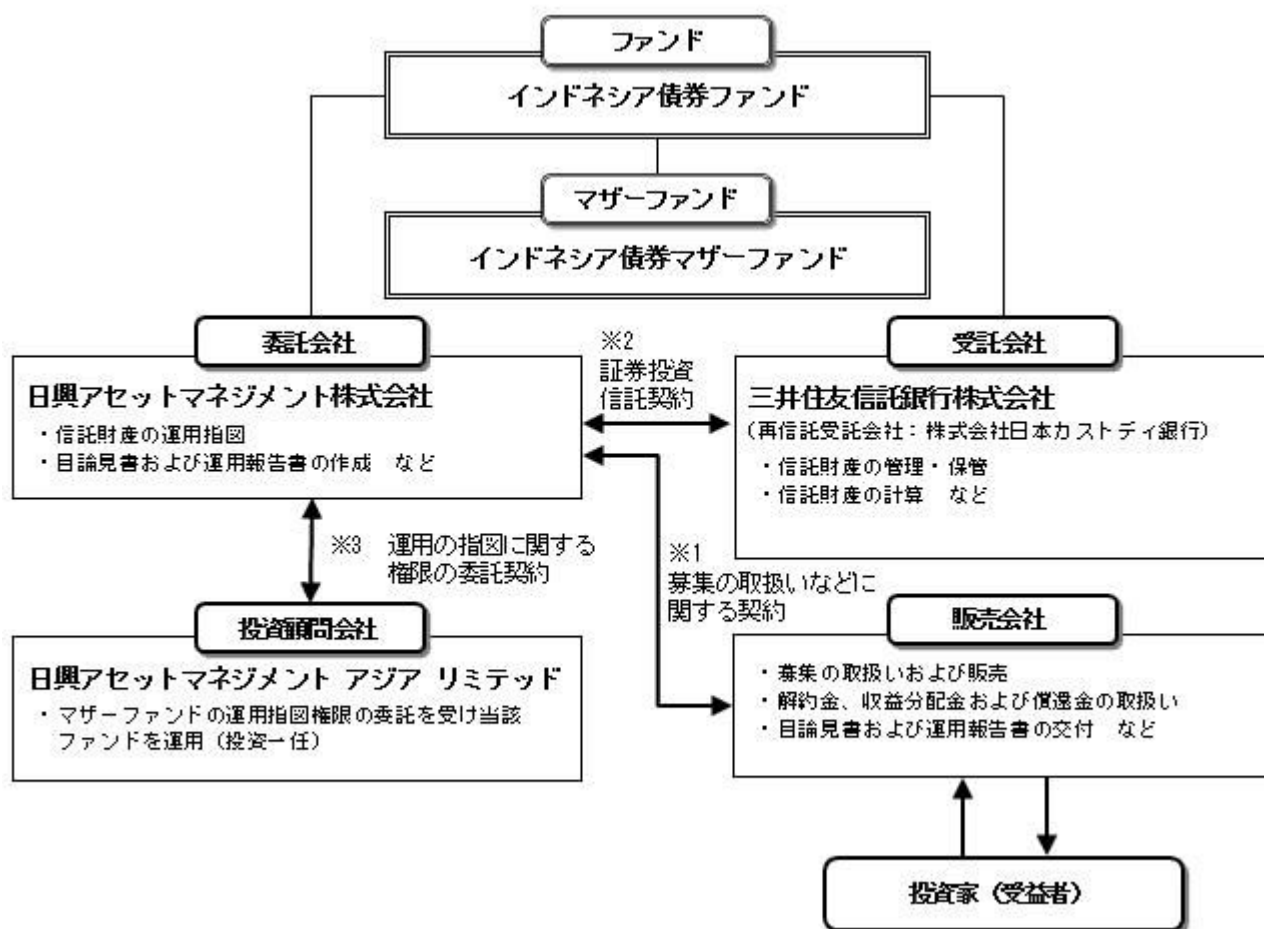 ファンド
インドネシア債券ファンド
マザーファンド
インドネシア債券マザーファンド
委託会社
日興アセットマネジメント株式会社
・信託財産の運用指図
・目論見書および運用報告書の作成　など
※2
証券投資
信託契約
受託会社
三井住友信託銀行株式会社
（再信託受託会社：株式会社日本カストディ銀行）
・信託財産の管理・保管
・信託財産の計算　など
※3　運用の指図に関する
権限の委託契約
※1
募集の取扱いなどに
関する契約
投資顧問会社
日興アセットマネジメント アジア リミテッド
・マザーファンドの運用指図権限の委託を受け当該
ファンドを運用（投資一任）
販売会社
・募集の取扱いおよび販売
・解約金、収益分配金および償還金の取扱い
・目論見書および運用報告書の交付　など
投資家（受益者）